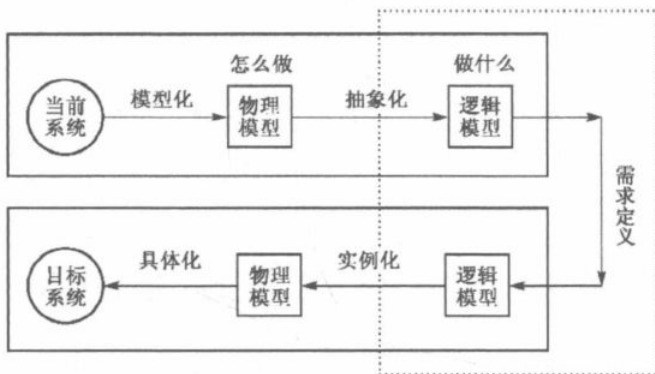 怎么做
做什么
当前
系统
模型化
物理
模型
抽象化
逻辑
模型
需求定义
目标
系统
具体化
物理
模型
实例化
逻辑
模型